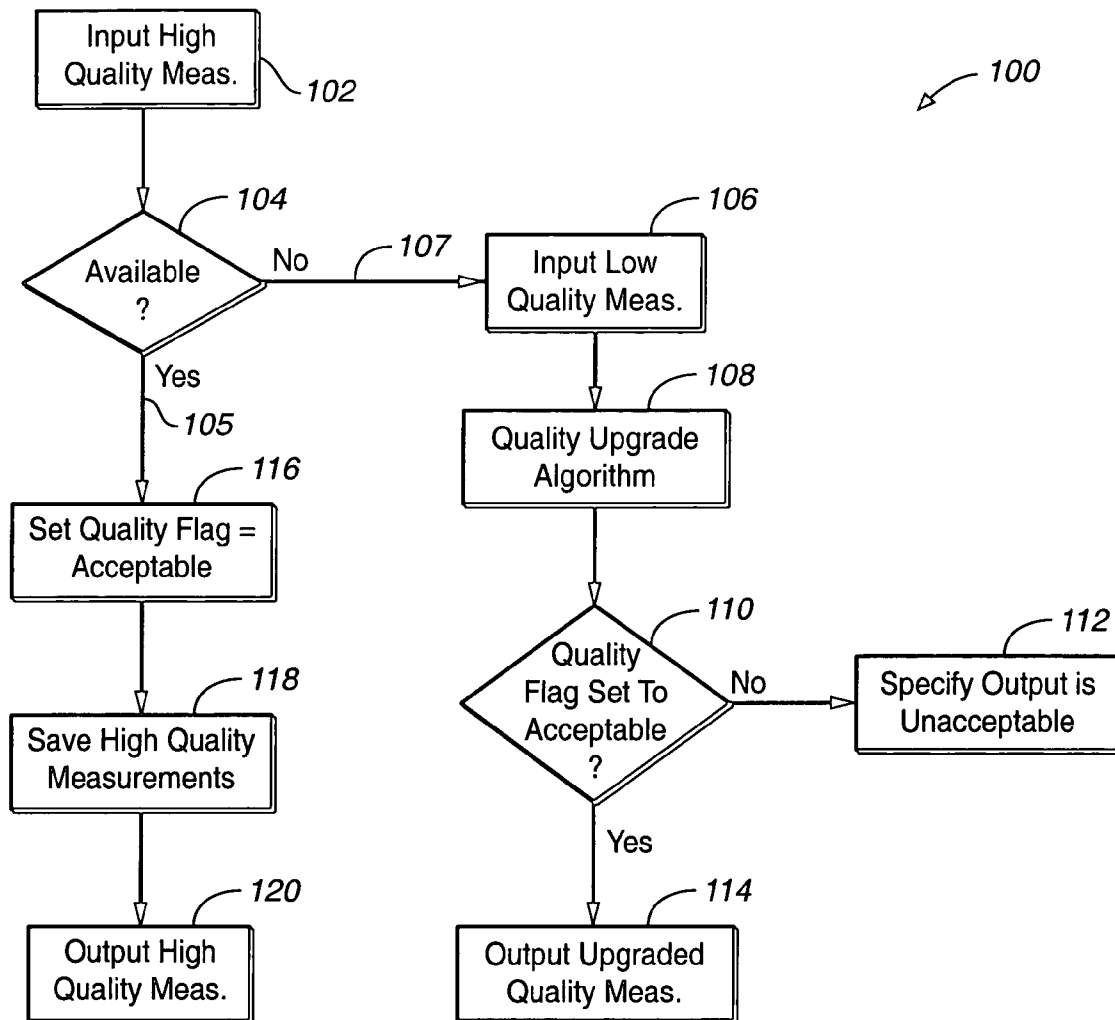 Input High
Quality Meas.
102
100
104
Available
?
No
107
106
Input Low
Quality Meas.
Yes
105
108
Quality Upgrade
Algorithm
116
Set Quality Flag =
Acceptable
110
Quality
Flag Set To
Acceptable
?
No
112
Specify Output is
Unacceptable
118
Save High Quality
Measurements
Yes
120
Output High
Quality Meas.
114
Output Upgraded
Quality Meas.